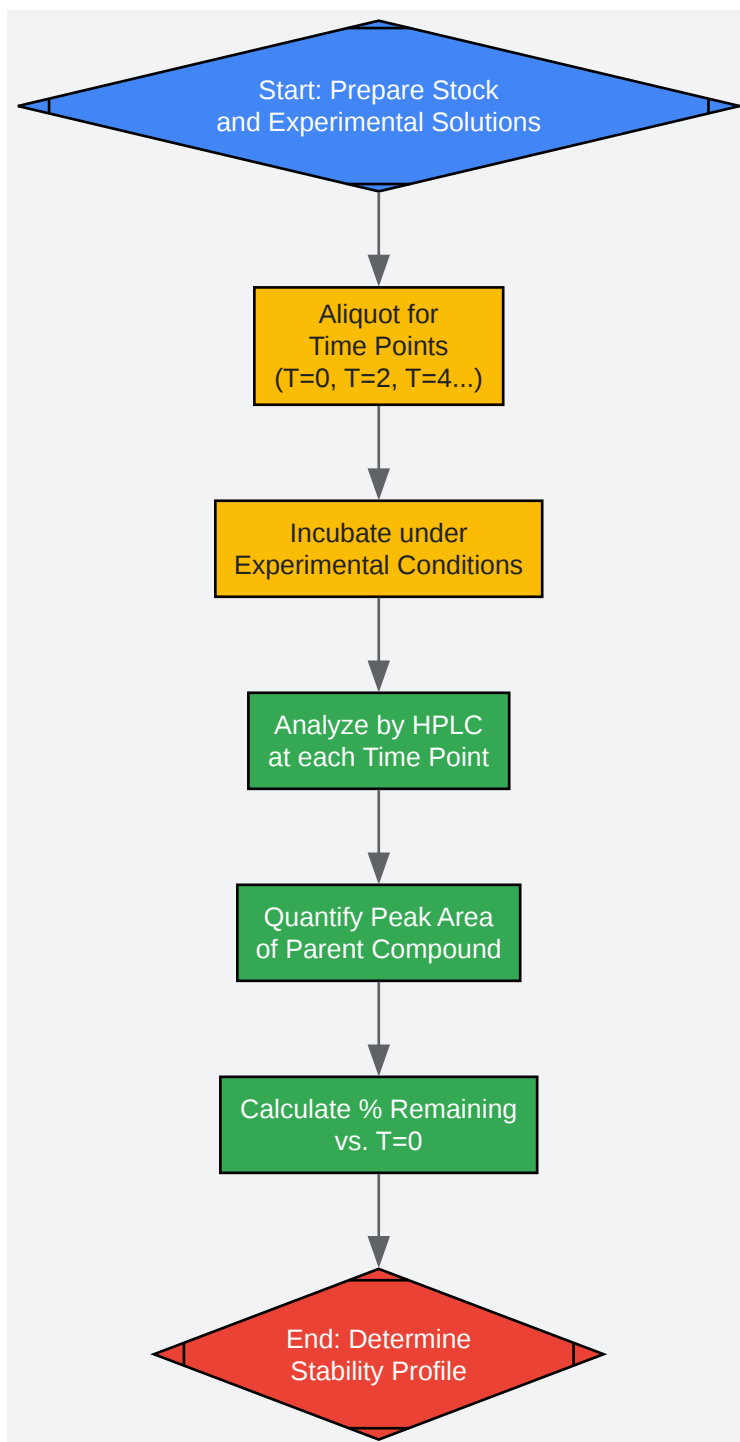 Start: Prepare Stock
and Experimental Solutions
Aliquot for
Time Points
(T=0, T=2, T=4...)
Incubate under
Experimental Conditions
Analyze by HPLC
at each Time Point
Quantify Peak Area
of Parent Compound
Calculate % Remaining
vs. T=0
End: Determine
Stability Profile